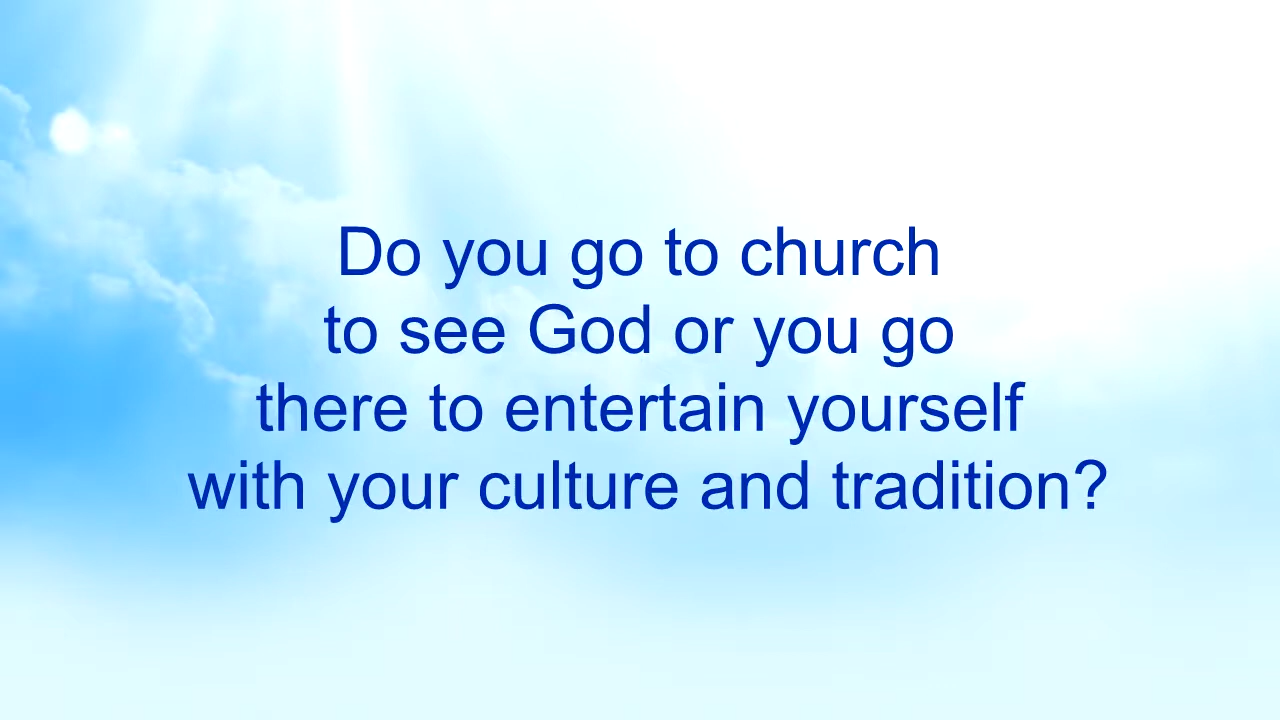 Do you go to church
to see God or you go
there to entertain yourself
with your culture and tradition?